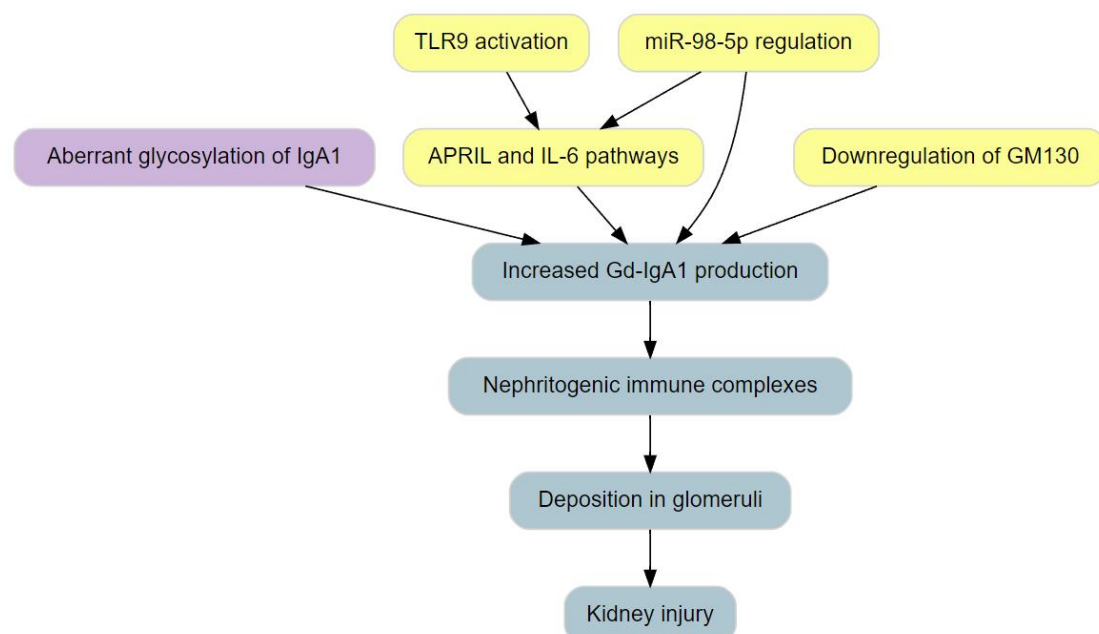 TLR9 activation
miR-98-5p regulation
Aberrant glycosylation of IgA1
APRIL and IL-6 pathways
Downregulation of GM130
Increased Gd-IgA1 production
Nephritogenic immune complexes
Deposition in glomeruli
Kidney injury